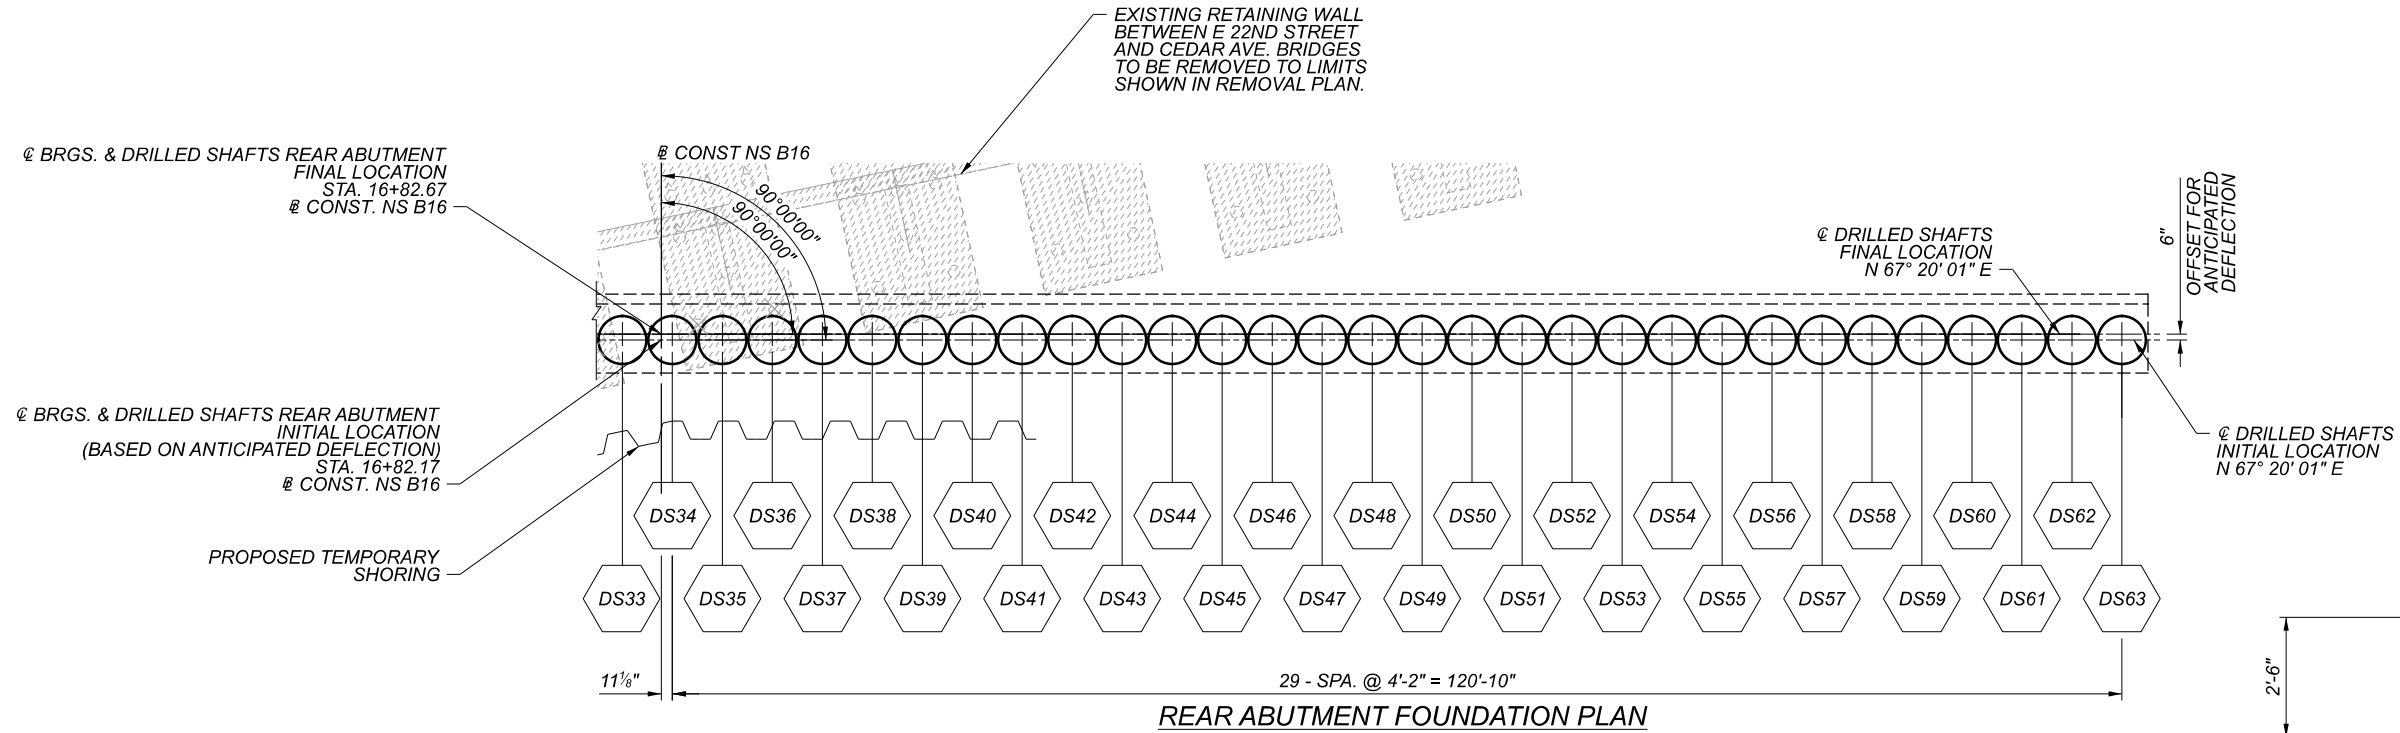 EXISTING RETAINING WALL
BETWEEN E 22ND STREET
AND CEDAR AVE. BRIDGES
TO BE REMOVED TO LIMITS
SHOWN IN REMOVAL PLAN.
℄ BRGS. & DRILLED SHAFTS REAR ABUTMENT
FINAL LOCATION
STA. 16+82.67
BL CONST. NS B16
BL CONST NS B16
90°00'00"
90°00'00"
℄ DRILLED SHAFTS
FINAL LOCATION
N 67° 20' 01" E
6"
OFFSET FOR
ANTICIPATED
DEFLECTION
℄ BRGS. & DRILLED SHAFTS REAR ABUTMENT
INITIAL LOCATION
(BASED ON ANTICIPATED DEFLECTION)
STA. 16+82.17
BL CONST. NS B16
℄ DRILLED SHAFTS
INITIAL LOCATION
N 67° 20' 01" E
PROPOSED TEMPORARY
SHORING
DS34 DS36 DS38 DS40 DS42 DS44 DS46 DS48 DS50 DS52 DS54 DS56 DS58 DS60 DS62
DS33 DS35 DS37 DS39 DS41 DS43 DS45 DS47 DS49 DS51 DS53 DS55 DS57 DS59 DS61 DS63
11⅛"
29 - SPA. @ 4'-2" = 120'-10"
2'-6"
REAR ABUTMENT FOUNDATION PLAN